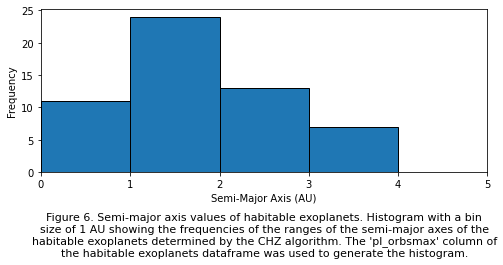 25
20
15
10
5
0
Frequency
0 1 2 3 4 5
Semi-Major Axis (AU)
Figure 6. Semi-major axis values of habitable exoplanets. Histogram with a bin
size of 1 AU showing the frequencies of the ranges of the semi-major axes of the
habitable exoplanets determined by the CHZ algorithm. The 'pl_orbsmax' column of
the habitable exoplanets dataframe was used to generate the histogram.